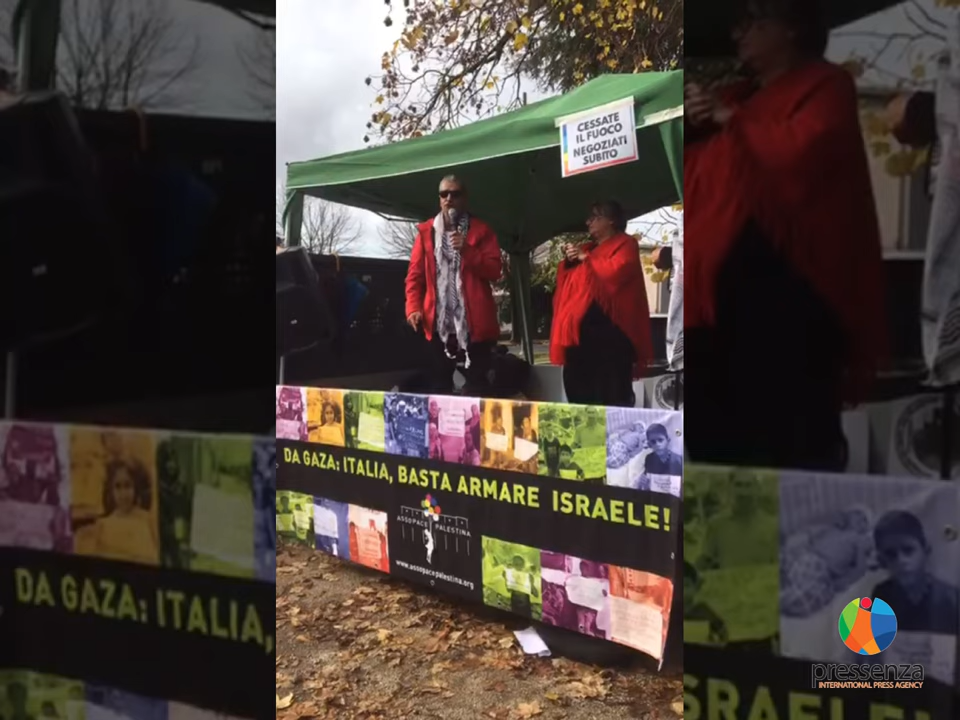 CESSATE
IL FUOCO
NEGOZIATI
SUBITO
DA GAZA: ITALIA, BASTA ARMARE ISRAELE!
ASSOPACE PALESTINA
www.assopacepalestina.org
DA GAZA: ITALIA,
ISRAELE!
pressenza
INTERNATIONAL PRESS AGENCY